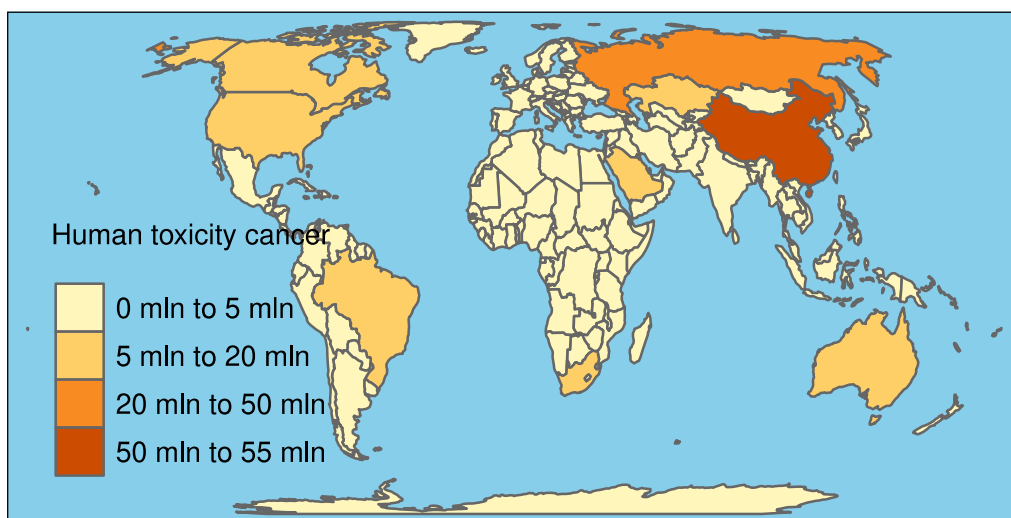 Human toxicity cancer
0 mln to 5 mln
5 mln to 20 mln
20 mln to 50 mln
50 mln to 55 mln